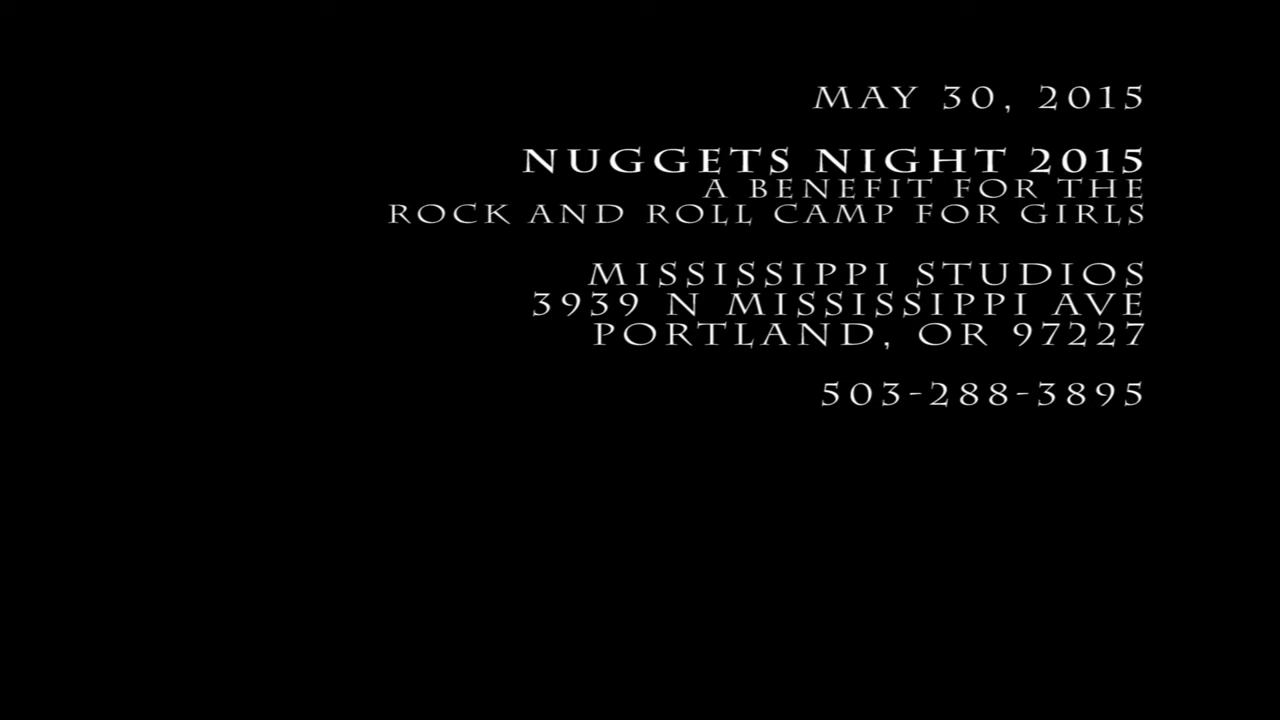 MAY 30, 2015
NUGGETS NIGHT 2015
A BENEFIT FOR THE
ROCK AND ROLL CAMP FOR GIRLS
MISSISSIPPI STUDIOS
3939 N MISSISSIPPI AVE
PORTLAND, OR 97227
503-288-3895